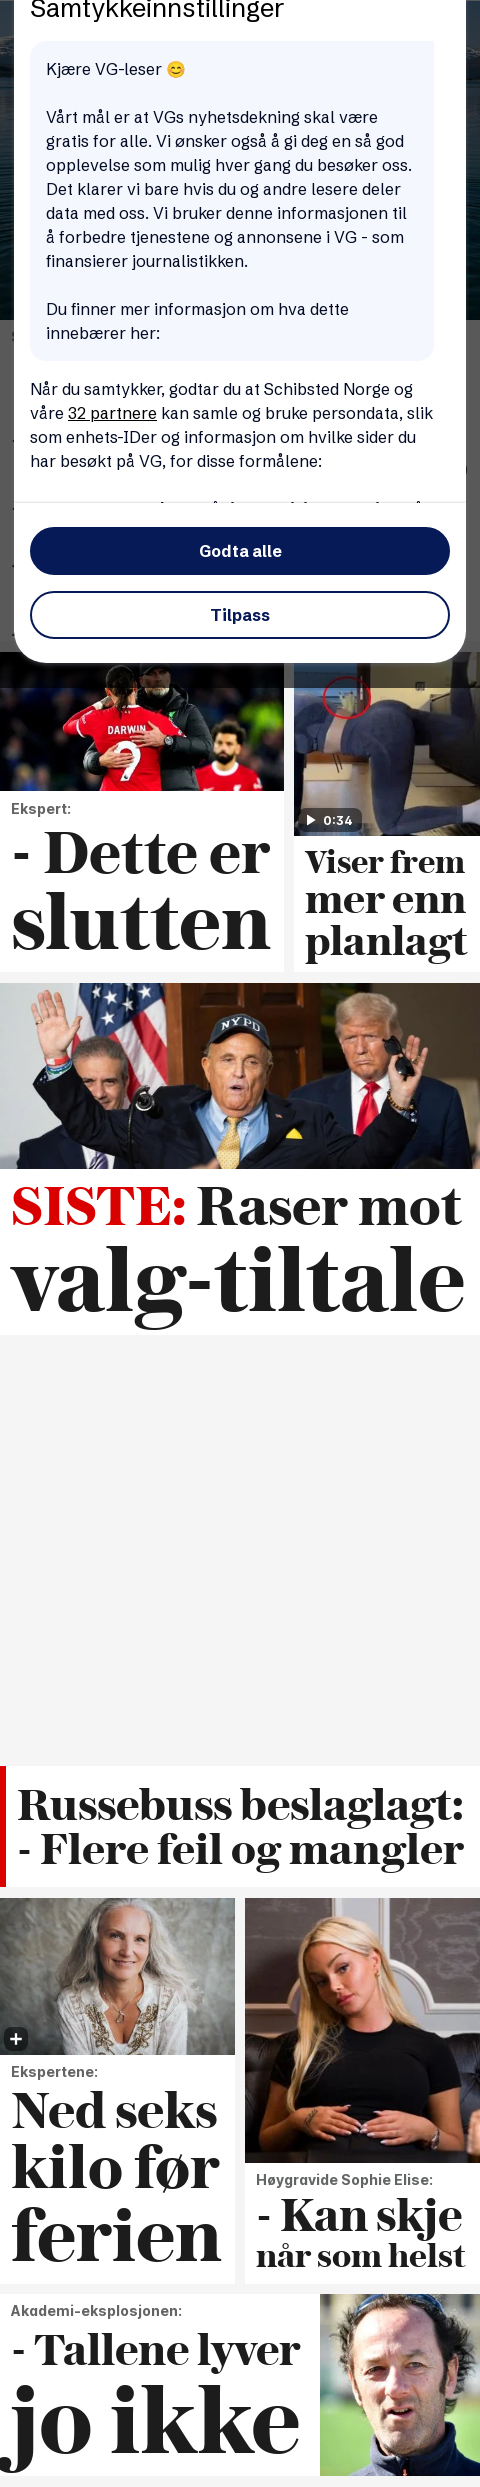 Samtykkeinnstillinger
Kjære VG-leser 😊
Vårt mål er at VGs nyhetsdekning skal være
gratis for alle. Vi ønsker også å gi deg en så god
opplevelse som mulig hver gang du besøker oss.
Det klarer vi bare hvis du og andre lesere deler
data med oss. Vi bruker denne informasjonen til
å forbedre tjenestene og annonsene i VG - som
finansierer journalistikken.
Du finner mer informasjon om hva dette
innebærer her:
Når du samtykker, godtar du at Schibsted Norge og
våre 32 partnere kan samle og bruke persondata, slik
som enhets-IDer og informasjon om hvilke sider du
har besøkt på VG, for disse formålene:
Godta alle
Tilpass
DARWIN
9
Ekspert:
- Dette er
slutten
0:34
Viser frem
mer enn
planlagt
NYPD
SISTE: Raser mot
valg-tiltale
Russebuss beslaglagt:
- Flere feil og mangler
Ekspertene:
Ned seks
kilo før
ferien
Høygravide Sophie Elise:
- Kan skje
når som helst
Akademi-eksplosjonen:
- Tallene lyver
jo ikke